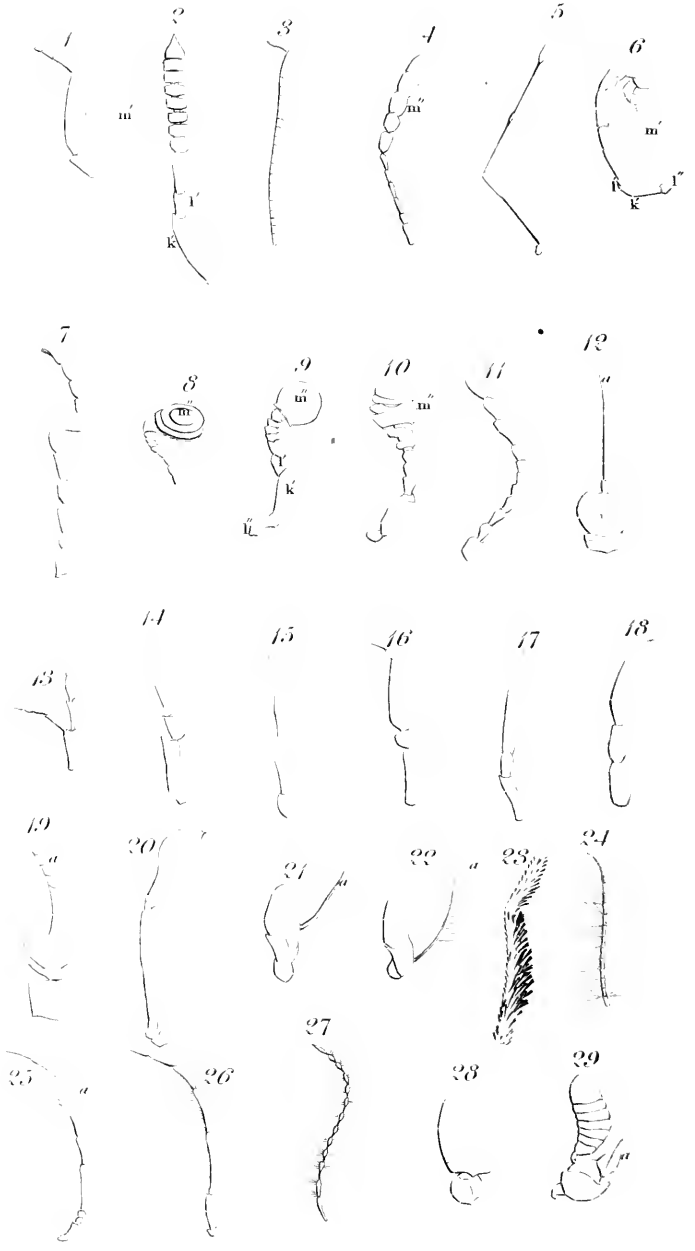 1 2 3 4 5 6
m′ m″ m′
l′ l′ l″
k′ k′
7 8 9 10 11 12
m″ m″ m″ a
l′
k′
l″
13 14 15 16 17 18
19 20 21 22 23 24
a a a
25 26 27 28 29
a a